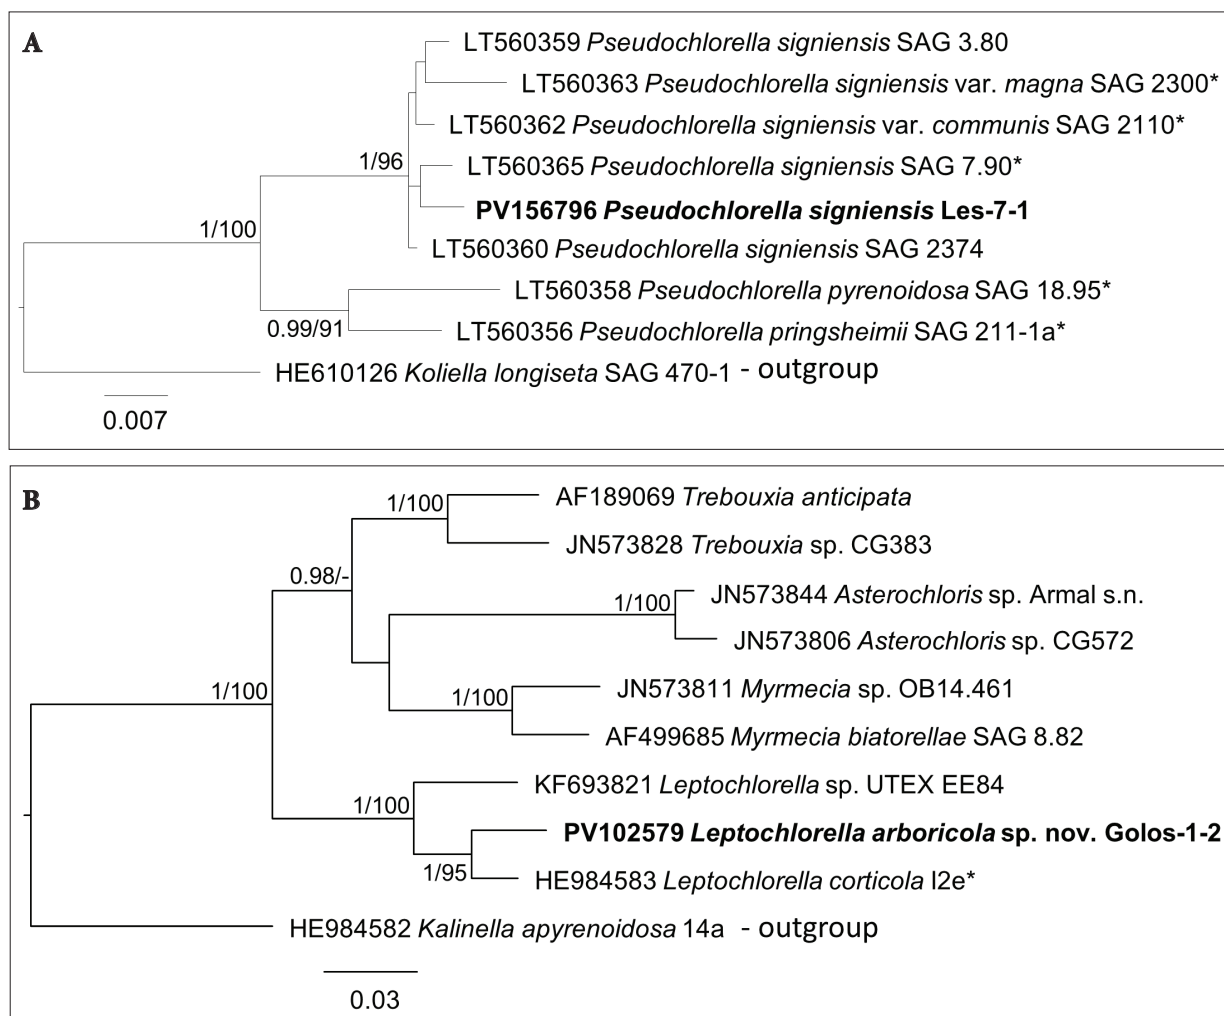 A
LT560359 Pseudochlorella signiensis SAG 3.80
LT560363 Pseudochlorella signiensis var. magna SAG 2300*
LT560362 Pseudochlorella signiensis var. communis SAG 2110*
1/96
LT560365 Pseudochlorella signiensis SAG 7.90*
PV156796 Pseudochlorella signiensis Les-7-1
1/100
LT560360 Pseudochlorella signiensis SAG 2374
LT560358 Pseudochlorella pyrenoidosa SAG 18.95*
0.99/91
LT560356 Pseudochlorella pringsheimii SAG 211-1a*
HE610126 Koliella longiseta SAG 470-1 - outgroup
0.007
B
1/100
AF189069 Trebouxia anticipata
JN573828 Trebouxia sp. CG383
0.98/-
1/100
JN573844 Asterochloris sp. Armal s.n.
JN573806 Asterochloris sp. CG572
1/100
1/100
JN573811 Myrmecia sp. OB14.461
AF499685 Myrmecia biatorellae SAG 8.82
KF693821 Leptochlorella sp. UTEX EE84
1/100
PV102579 Leptochlorella arboricola sp. nov. Golos-1-2
1/95
HE984583 Leptochlorella corticola I2e*
HE984582 Kalinella apyrenoidosa 14a - outgroup
0.03